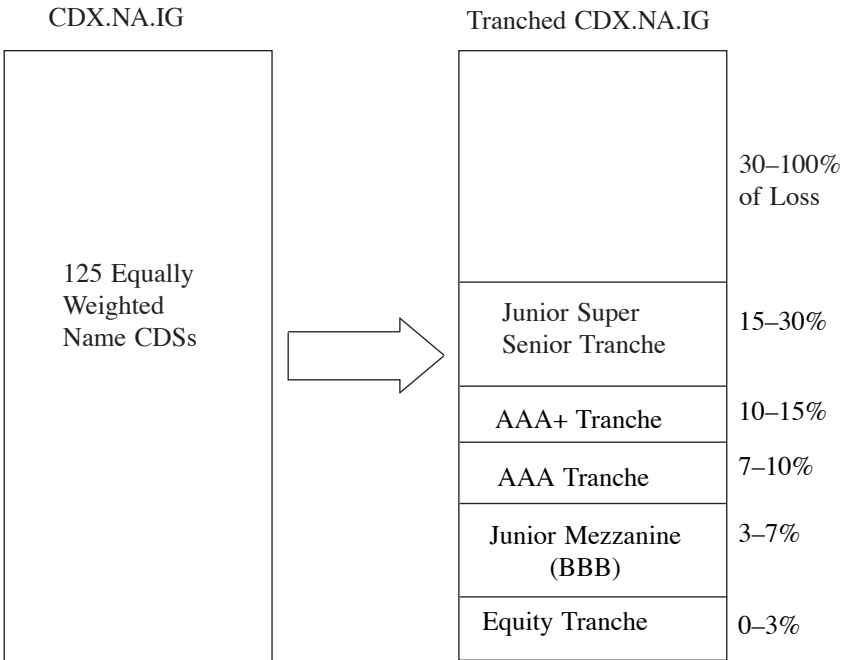 CDX.NA.IG
Tranched CDX.NA.IG
125 Equally
Weighted
Name CDSs
30–100%
of Loss
Junior Super
Senior Tranche
15–30%
AAA+ Tranche
10–15%
AAA Tranche
7–10%
Junior Mezzanine
(BBB)
3–7%
Equity Tranche
0–3%